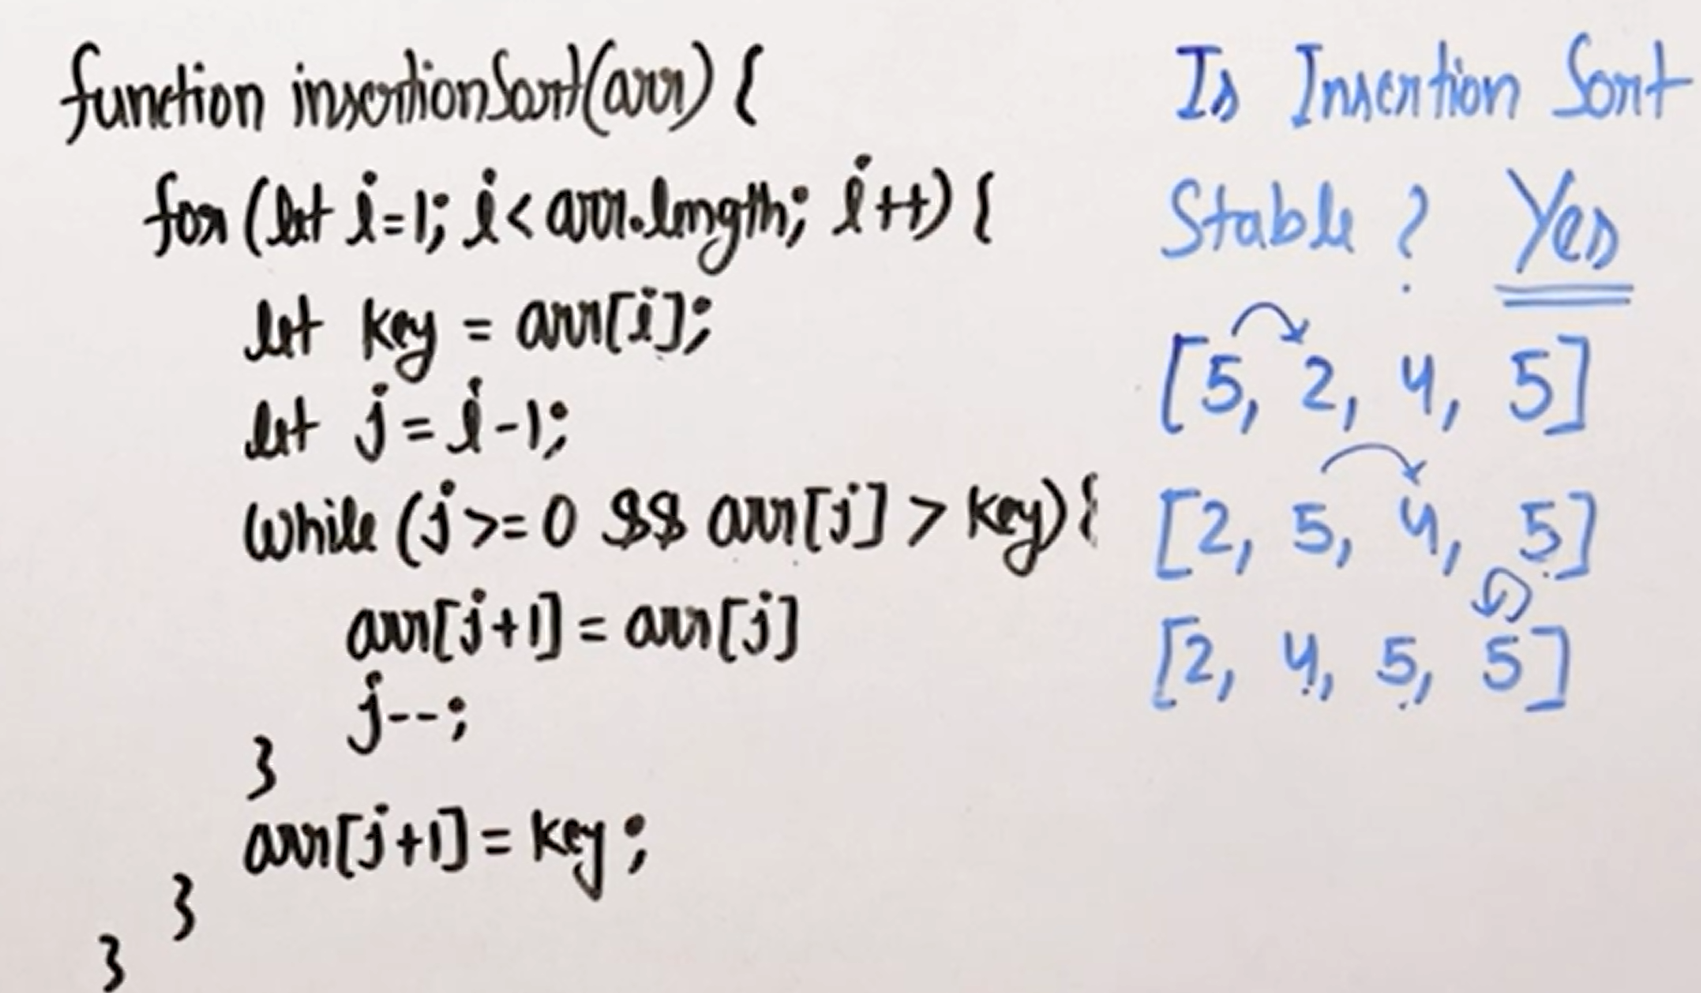 function insertionSort(arr) {
for (let i=1; i< arr.length; i++) {
let key = arr[i];
let j = i-1;
while (j >= 0 && arr[j] > key) {
arr[j+1] = arr[j]
j--;
}
arr[j+1] = key;
}
}
Is Insertion Sort
Stable? Yes
[5, 2, 4, 5]
[2, 5, 4, 5]
[2, 4, 5, 5]